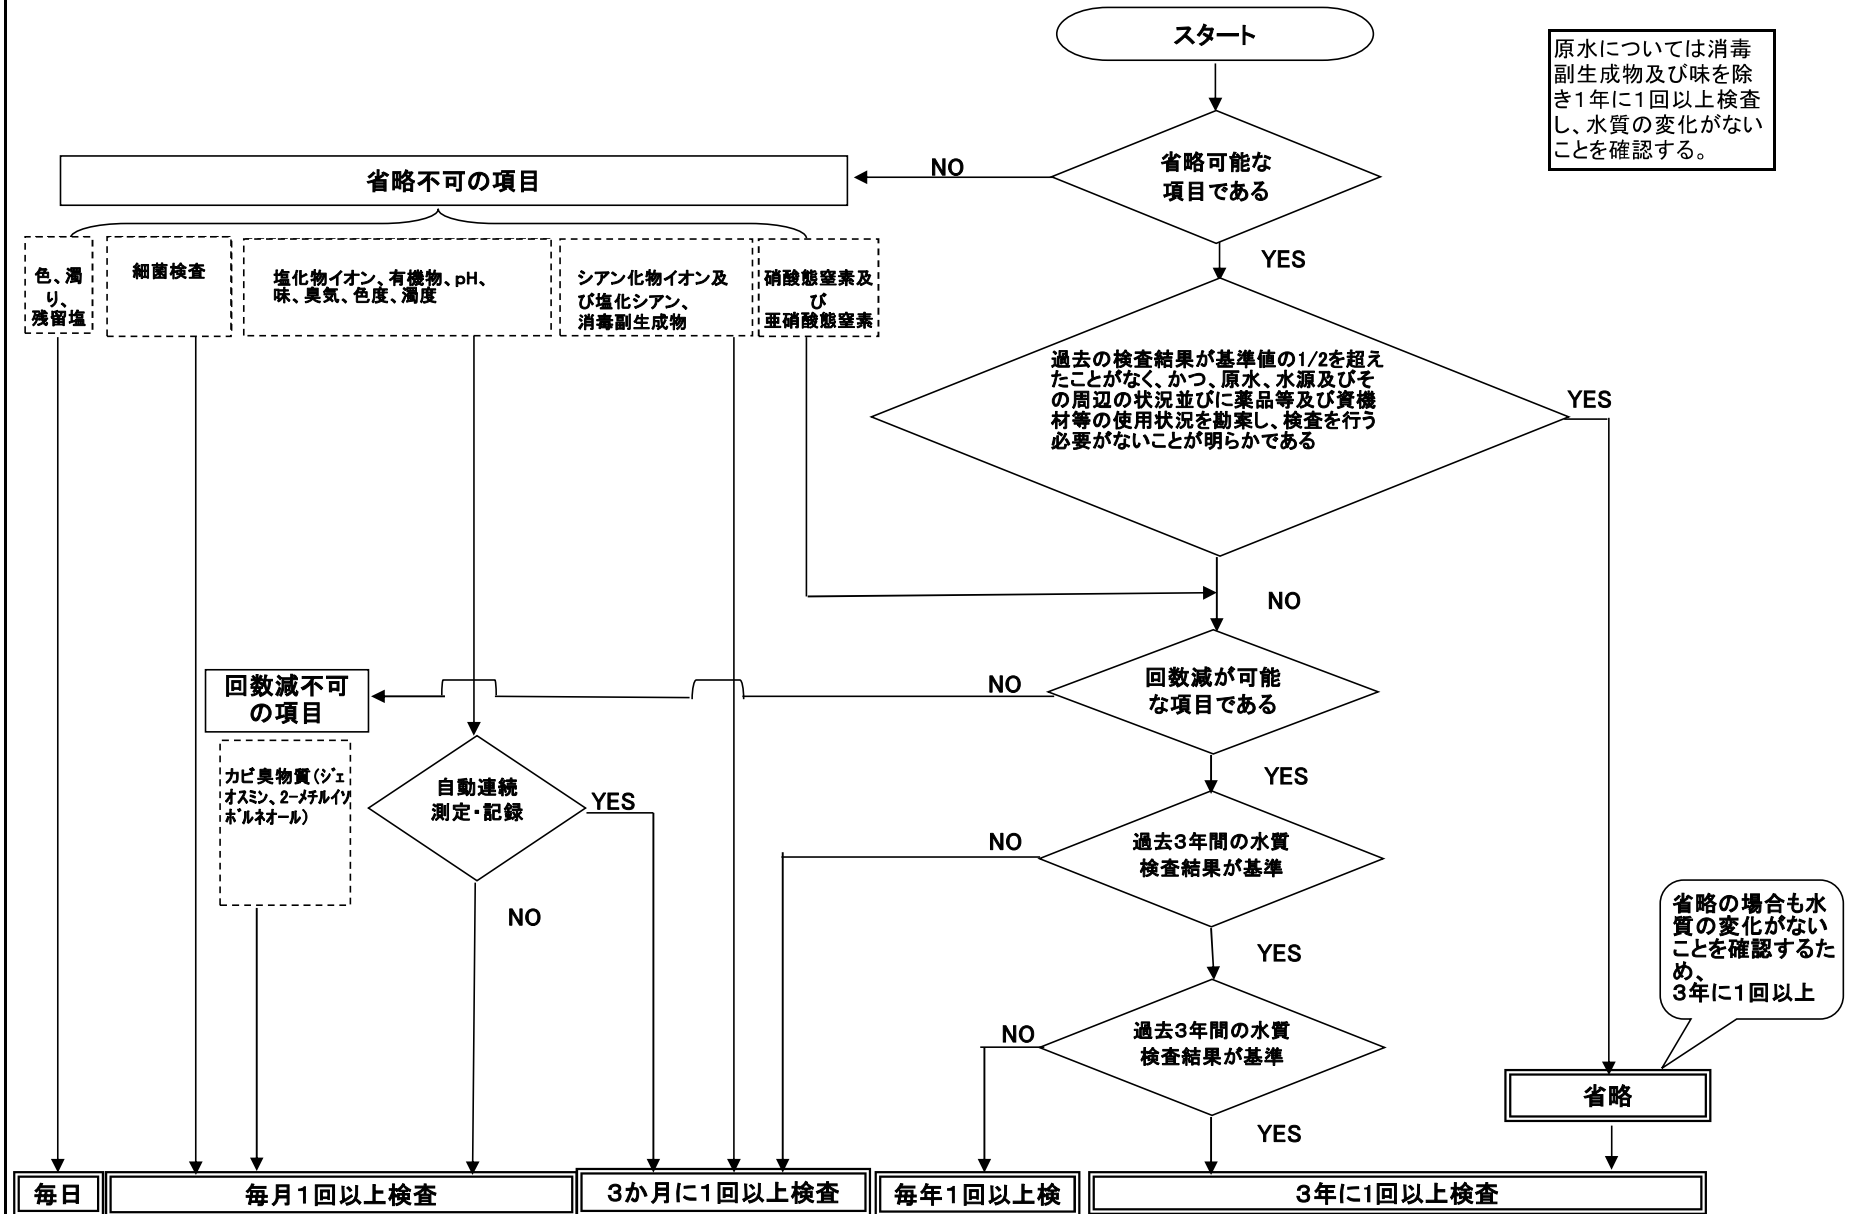 スタート
原水については消毒
副生成物及び味を除
き1年に1回以上検査
し、水質の変化がない
ことを確認する。
省略可能な
項目である
NO
省略不可の項目
YES
色、濁
り、
残留塩
細菌検査
塩化物イオン、有機物、pH、
味、臭気、色度、濁度
シアン化物イオン及
び塩化シアン、
消毒副生成物
硝酸態窒素及
び
亜硝酸態窒素
過去の検査結果が基準値の1/2を超え
たことがなく、かつ、原水、水源及びそ
の周辺の状況並びに薬品等及び資機
材等の使用状況を勘案し、検査を行う
必要がないことが明らかである
YES
NO
回数減が可能
な項目である
NO
回数減不可
の項目
YES
カビ臭物質(ジェ
オスミン、2-メチルイソ
ボルネオール)
自動連続
測定・記録
YES
NO
過去3年間の水質
検査結果が基準
NO
YES
過去3年間の水質
検査結果が基準
NO
YES
省略の場合も水
質の変化がない
ことを確認するた
め、
3年に1回以上
省略
毎日
毎月1回以上検査
3か月に1回以上検査
毎年1回以上検
3年に1回以上検査